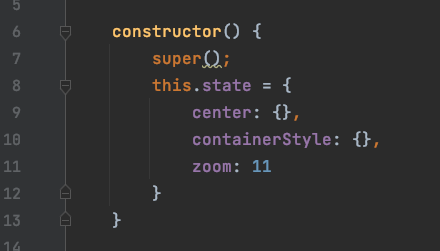 5
6 constructor() {
7 super();
8 this.state = {
9 center: {},
10 containerStyle: {},
11 zoom: 11
12 }
13 }
14